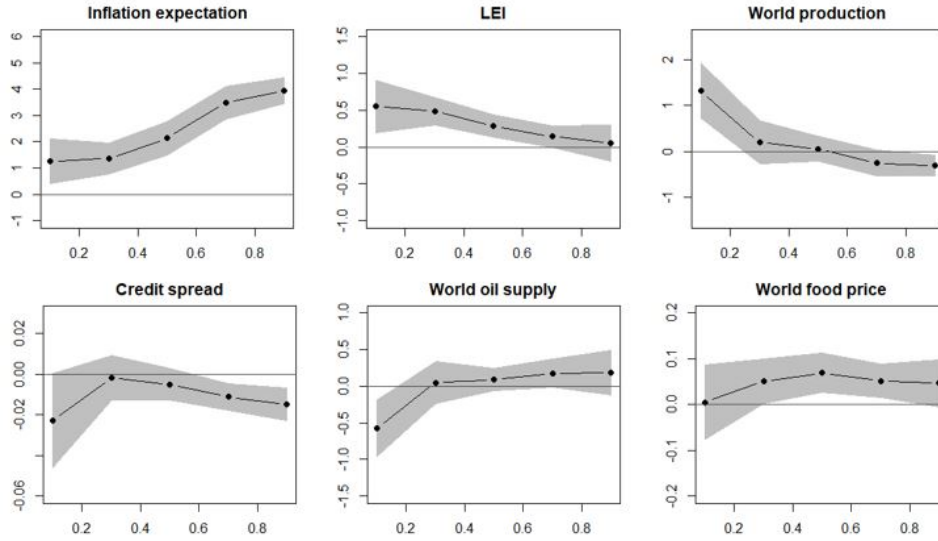 Inflation expectation
6
5
4
3
2
1
0
-1
0.2 0.4 0.6 0.8
LEI
1.5
1.0
0.5
0.0
-0.5
-1.0
0.2 0.4 0.6 0.8
World production
2
1
0
-1
0.2 0.4 0.6 0.8
Credit spread
0.02
0.00
-0.02
-0.06
0.2 0.4 0.6 0.8
World oil supply
1.0
0.5
0.0
-0.5
-1.0
-1.5
0.2 0.4 0.6 0.8
World food price
0.2
0.1
0.0
-0.1
-0.2
0.2 0.4 0.6 0.8